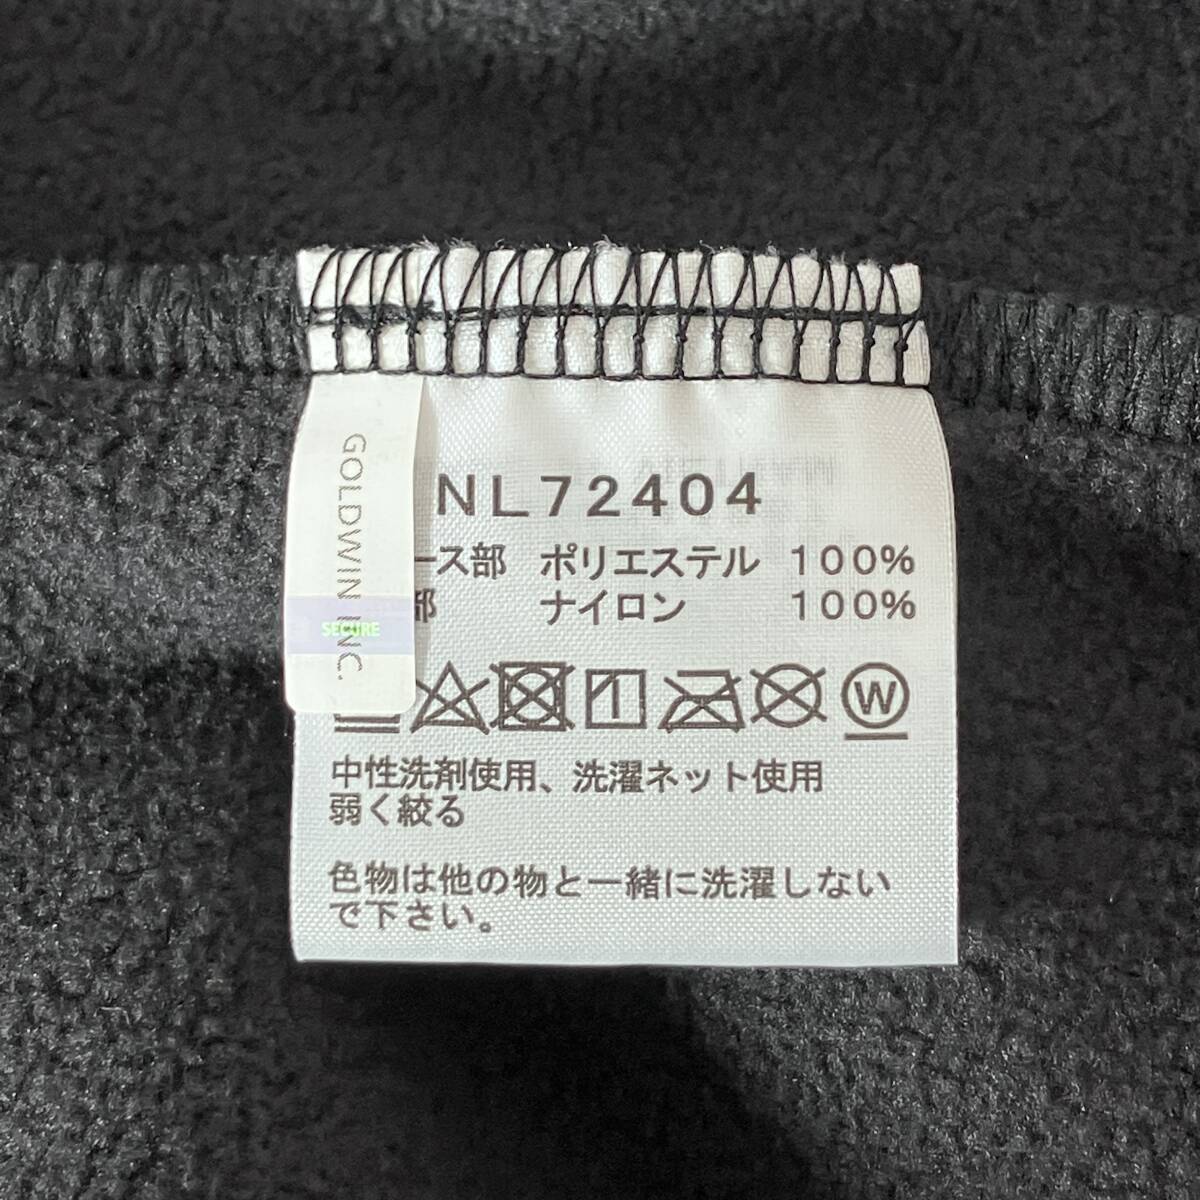 GOLDWIN INC.
SECURE
NL72404
ース部 ポリエステル 100%
部 ナイロン 100%
W
中性洗剤使用、洗濯ネット使用
弱く絞る
色物は他の物と一緒に洗濯しない
で下さい。